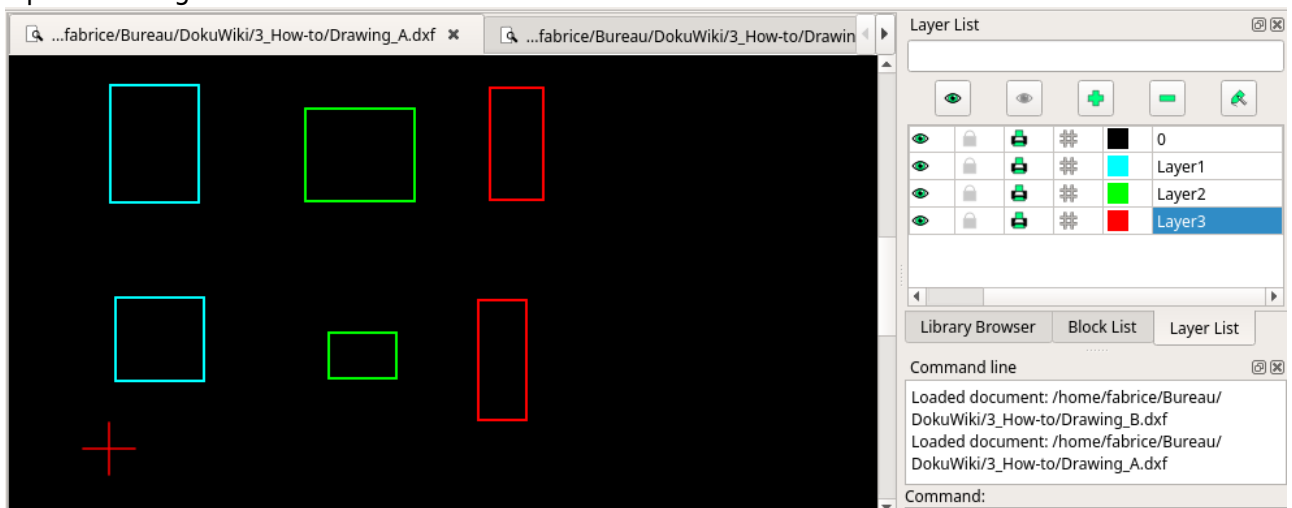 ...fabrice/Bureau/DokuWiki/3_How-to/Drawing_A.dxf
...fabrice/Bureau/DokuWiki/3_How-to/Drawin
Layer List
0
Layer1
Layer2
Layer3
Library Browser
Block List
Layer List
Command line
Loaded document: /home/fabrice/Bureau/
DokuWiki/3_How-to/Drawing_B.dxf
Loaded document: /home/fabrice/Bureau/
DokuWiki/3_How-to/Drawing_A.dxf
Command: